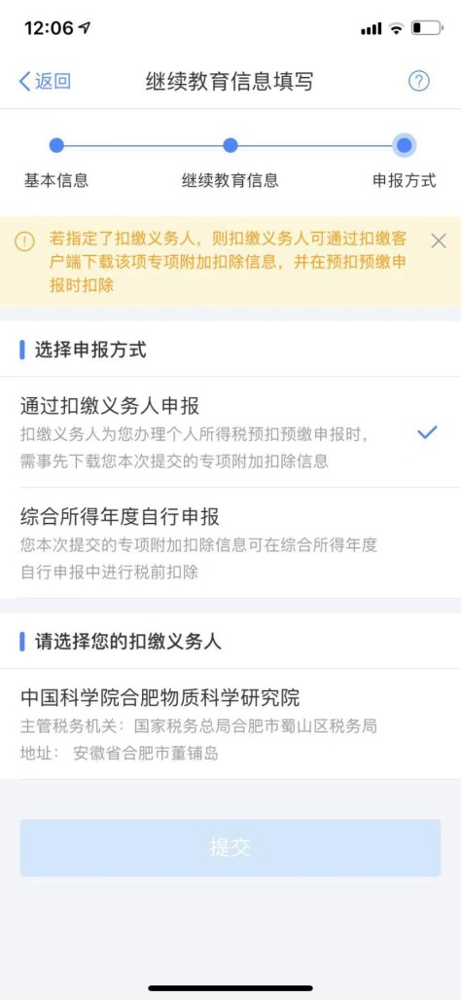 12:06
返回
继续教育信息填写
?
基本信息
继续教育信息
申报方式
若指定了扣缴义务人，则扣缴义务人可通过扣缴客
户端下载该项专项附加扣除信息，并在预扣预缴申
报时扣除
选择申报方式
通过扣缴义务人申报
扣缴义务人为您办理个人所得税预扣预缴申报时，
需事先下载您本次提交的专项附加扣除信息
综合所得年度自行申报
您本次提交的专项附加扣除信息可在综合所得年度
自行申报中进行税前扣除
请选择您的扣缴义务人
中国科学院合肥物质科学研究院
主管税务机关：国家税务总局合肥市蜀山区税务局
地址： 安徽省合肥市董铺岛
提交